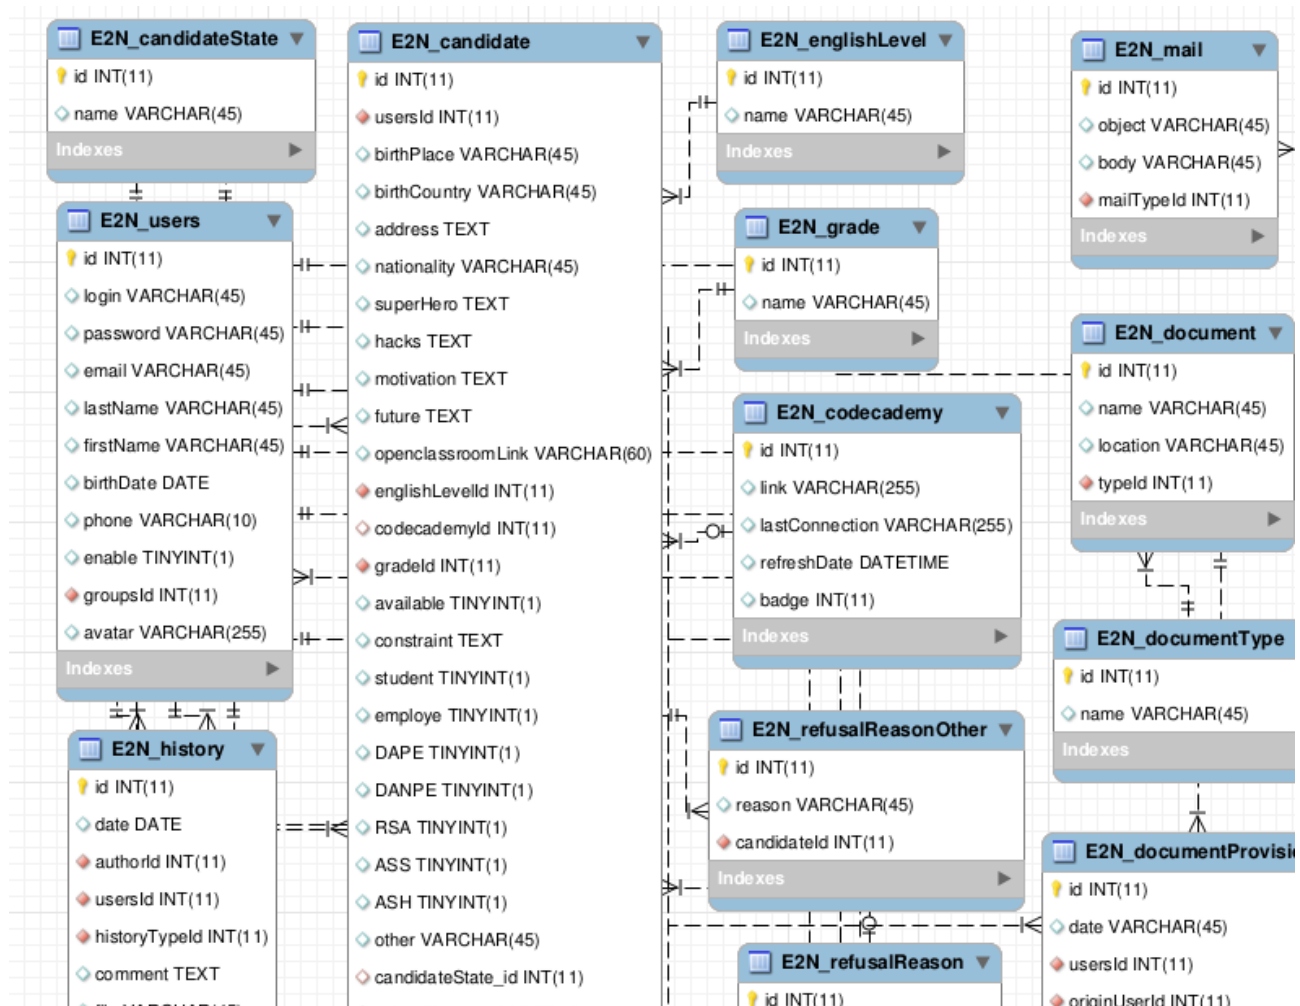 E2N_candidateState
id INT(11)
name VARCHAR(45)
Indexes
E2N_users
id INT(11)
login VARCHAR(45)
password VARCHAR(45)
email VARCHAR(45)
lastName VARCHAR(45)
firstName VARCHAR(45)
birthDate DATE
phone VARCHAR(10)
enable TINYINT(1)
groupsId INT(11)
avatar VARCHAR(255)
Indexes
E2N_history
id INT(11)
date DATE
authorId INT(11)
usersId INT(11)
historyTypeId INT(11)
comment TEXT
E2N_candidate
id INT(11)
usersId INT(11)
birthPlace VARCHAR(45)
birthCountry VARCHAR(45)
address TEXT
nationality VARCHAR(45)
superHero TEXT
hacks TEXT
motivation TEXT
future TEXT
openclassroomLink VARCHAR(60)
englishLevelId INT(11)
codecademyId INT(11)
gradeId INT(11)
available TINYINT(1)
constraint TEXT
student TINYINT(1)
employe TINYINT(1)
DAPE TINYINT(1)
DANPE TINYINT(1)
RSA TINYINT(1)
ASS TINYINT(1)
ASH TINYINT(1)
other VARCHAR(45)
candidateState_id INT(11)
E2N_englishLevel
id INT(11)
name VARCHAR(45)
Indexes
E2N_grade
id INT(11)
name VARCHAR(45)
Indexes
E2N_codecademy
id INT(11)
link VARCHAR(255)
lastConnection VARCHAR(255)
refreshDate DATETIME
badge INT(11)
Indexes
E2N_refusalReasonOther
id INT(11)
reason VARCHAR(45)
candidateId INT(11)
Indexes
E2N_refusalReason
id INT(11)
E2N_mail
id INT(11)
object VARCHAR(45)
body VARCHAR(45)
mailTypeId INT(11)
Indexes
E2N_document
id INT(11)
name VARCHAR(45)
location VARCHAR(45)
typeId INT(11)
Indexes
E2N_documentType
id INT(11)
name VARCHAR(45)
Indexes
E2N_documentProvisi
id INT(11)
date VARCHAR(45)
usersId INT(11)
originUserId INT(11)